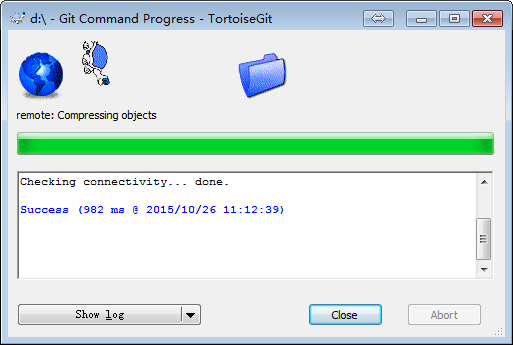 d:\ - Git Command Progress - TortoiseGit
remote: Compressing objects
Checking connectivity... done.
Success (982 ms @ 2015/10/26 11:12:39)
Show log
Close
Abort